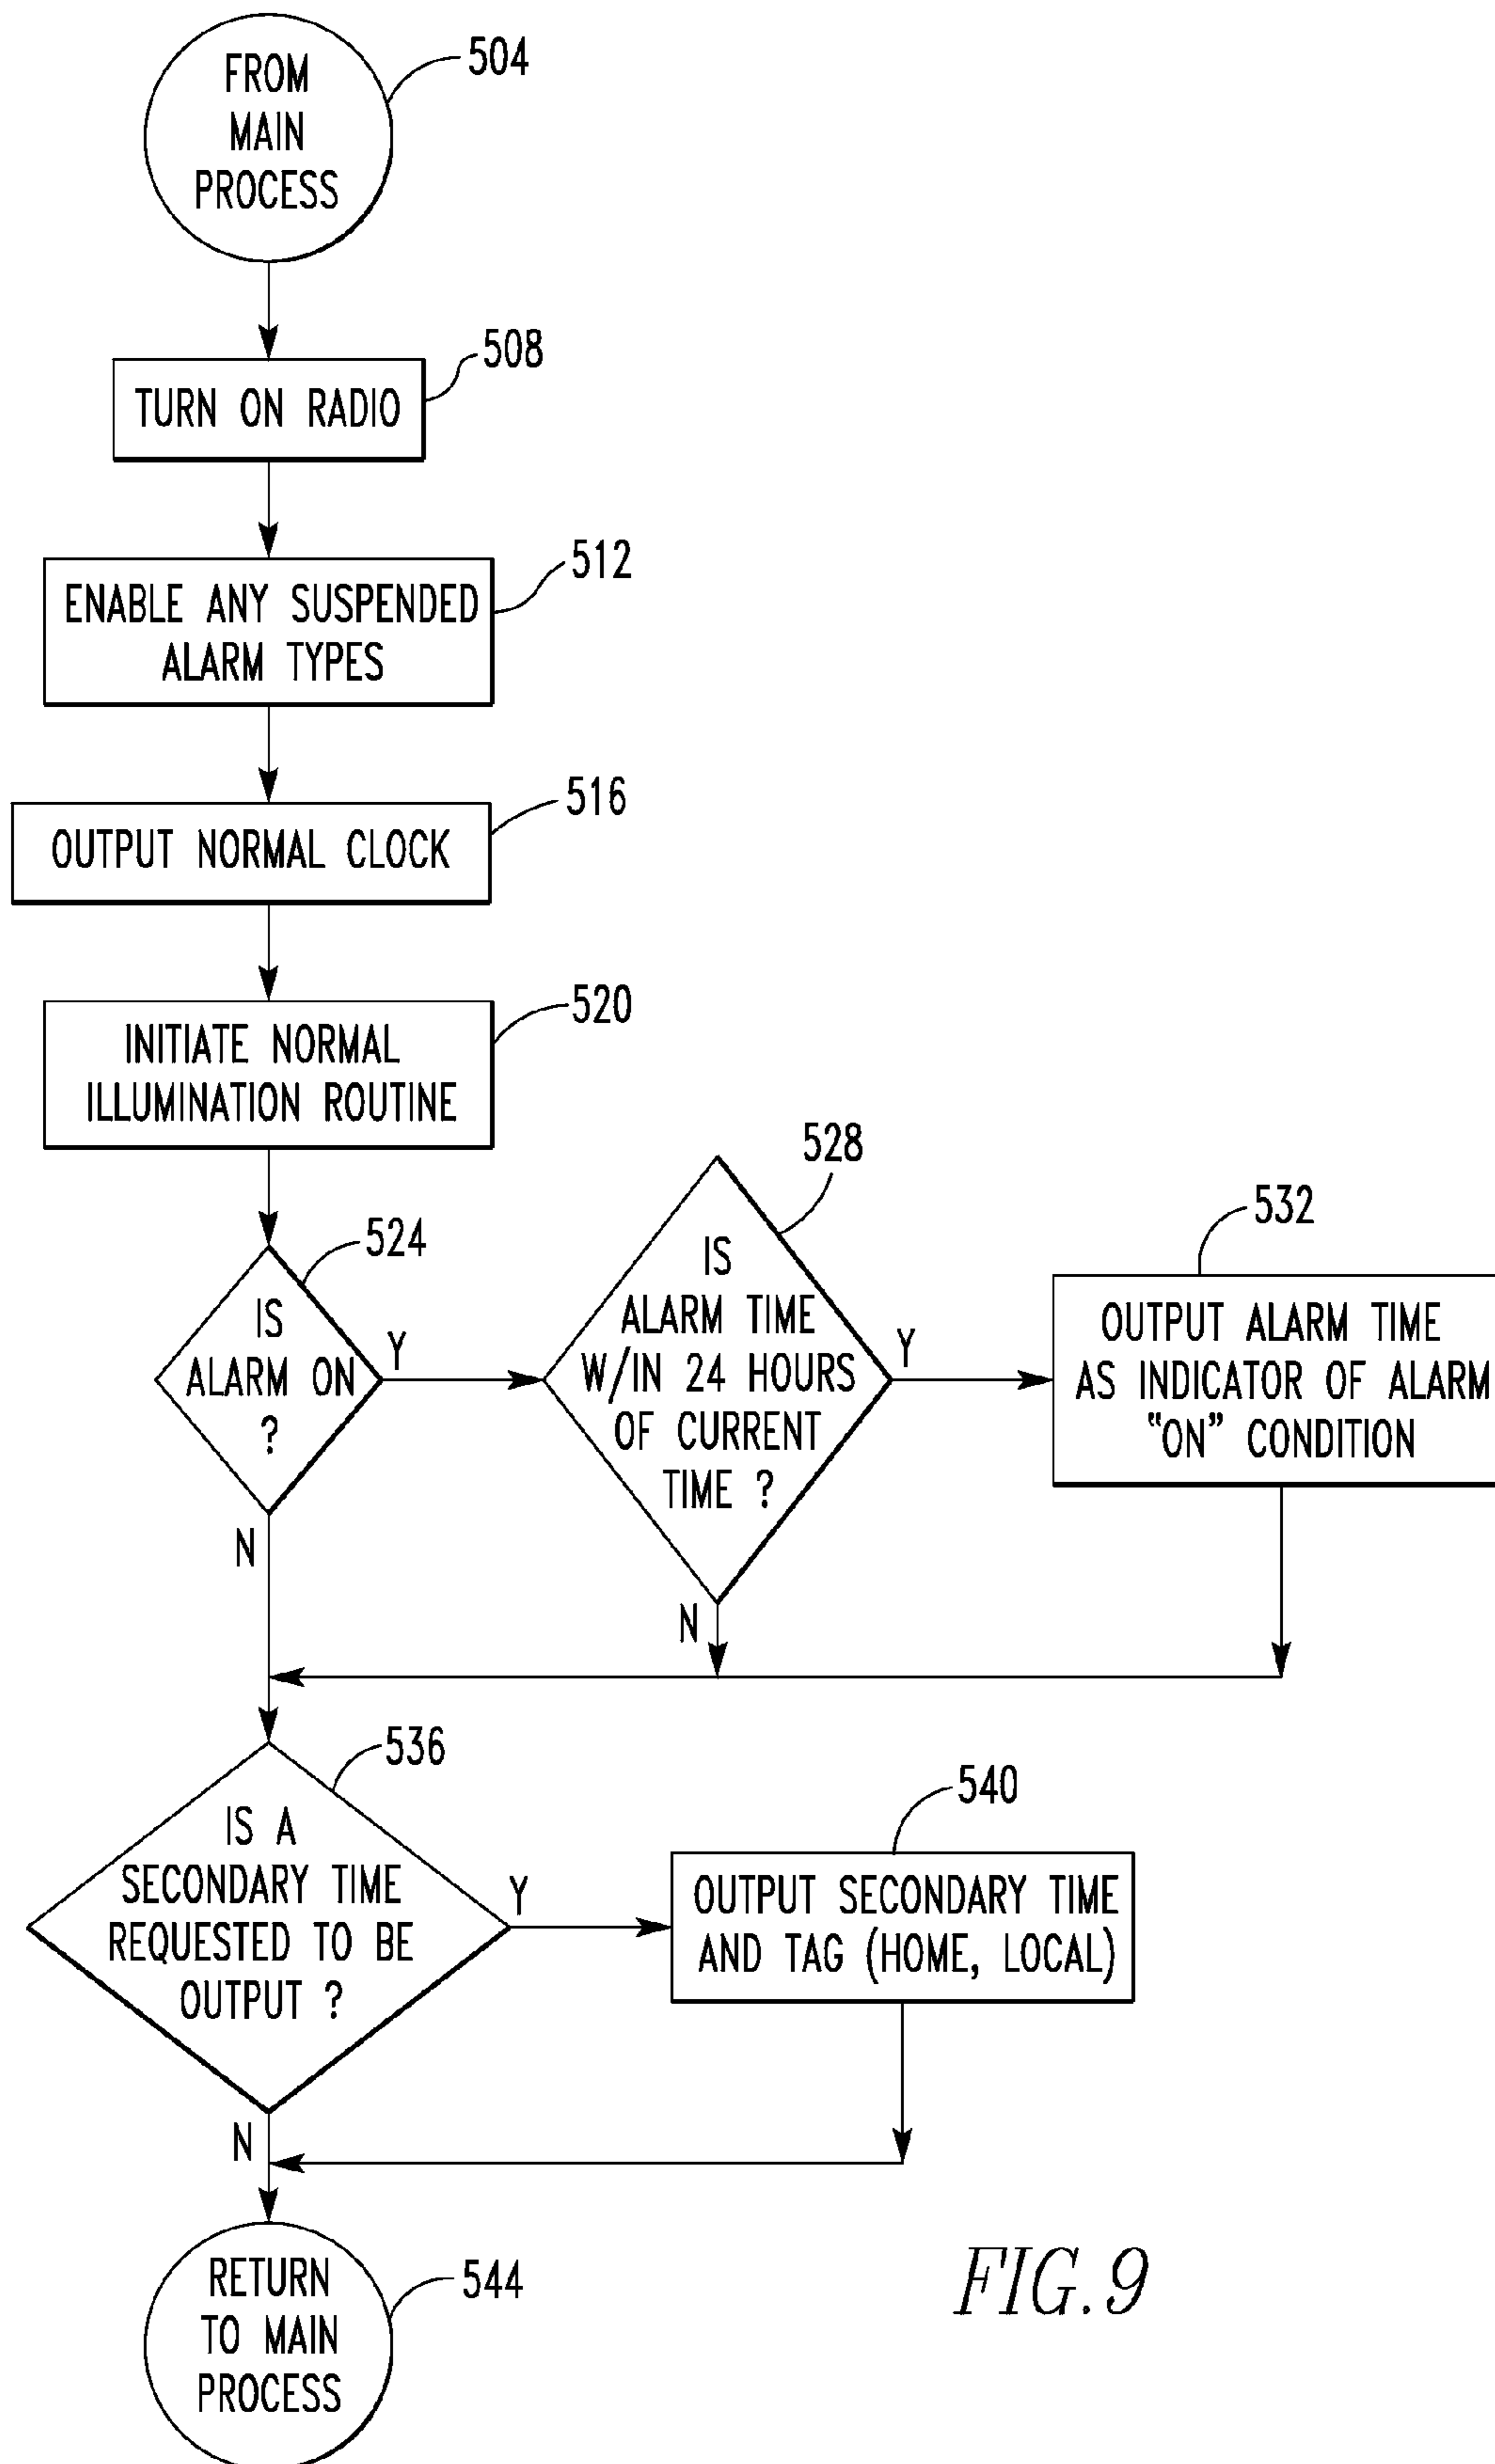 FROM
MAIN
PROCESS
504
TURN ON RADIO
508
ENABLE ANY SUSPENDED
ALARM TYPES
512
OUTPUT NORMAL CLOCK
516
INITIATE NORMAL
ILLUMINATION ROUTINE
520
IS
ALARM ON
?
524
Y
N
IS
ALARM TIME
W/IN 24 HOURS
OF CURRENT
TIME ?
528
Y
N
OUTPUT ALARM TIME
AS INDICATOR OF ALARM
“ON” CONDITION
532
IS A
SECONDARY TIME
REQUESTED TO BE
OUTPUT ?
536
Y
N
OUTPUT SECONDARY TIME
AND TAG (HOME, LOCAL)
540
RETURN
TO MAIN
PROCESS
544
FIG. 9